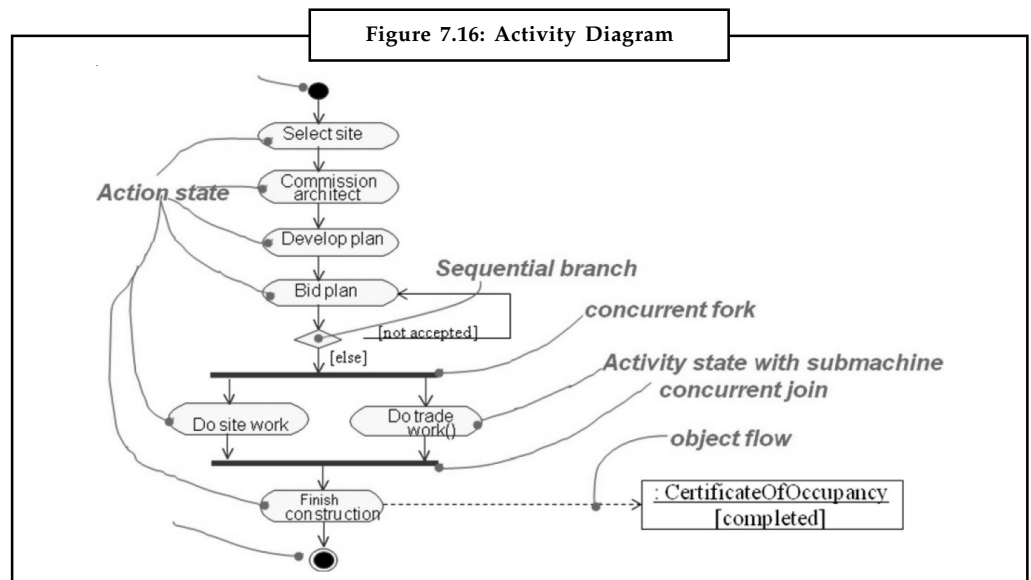 Figure 7.16: Activity Diagram
Select site
Commission
architect
Action state
Develop plan
Sequential branch
Bid plan
concurrent fork
[not accepted]
[else]
Activity state with submachine
concurrent join
Do site work
Do trade
work()
object flow
: CertificateOfOccupancy
[completed]
Finish
construction